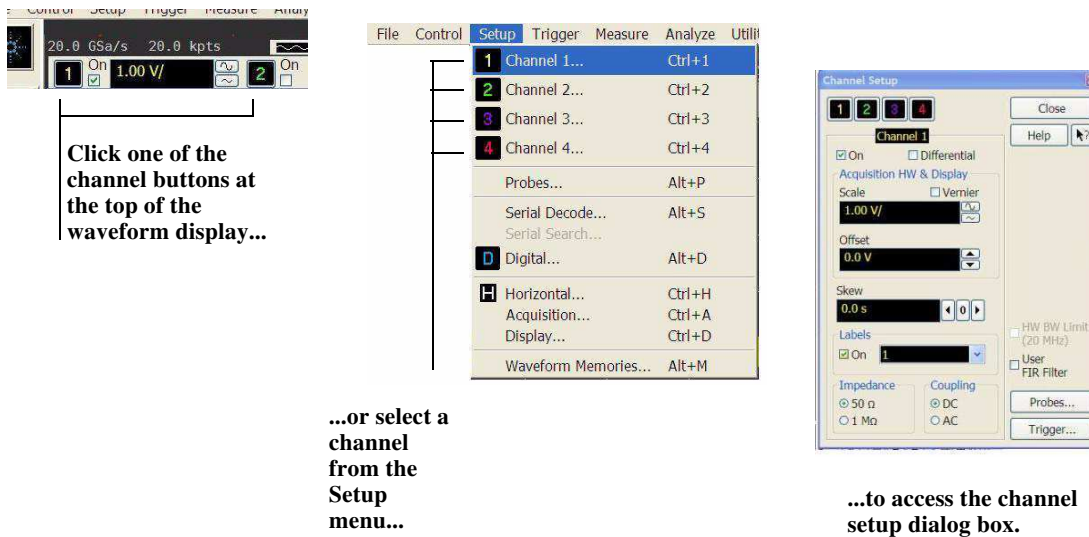 Control Setup Trigger Measure
20.0 GSa/s 20.0 kpts
1 On 1.00 V/ 2 On
Click one of the
channel buttons at
the top of the
waveform display...
File Control Setup Trigger Measure Analyze
1 Channel 1... Ctrl+1
2 Channel 2... Ctrl+2
3 Channel 3... Ctrl+3
4 Channel 4... Ctrl+4
Probes... Alt+P
Serial Decode... Alt+S
Serial Search...
D Digital... Alt+D
H Horizontal... Ctrl+H
Acquisition... Ctrl+A
Display... Ctrl+D
Waveform Memories... Alt+M
...or select a
channel
from the
Setup
menu...
Channel Setup
1 2 3 4 Close
Channel 1 Help
On Differential
Acquisition HW & Display
Scale Vernier
1.00 V/
Offset
0.0 V
Skew
0.0 s 0
Labels
On 1
HW BW Limit
(20 MHz)
User
FIR Filter
Impedance Coupling
50 Ω DC
1 MΩ AC
Probes...
Trigger...
...to access the channel
setup dialog box.